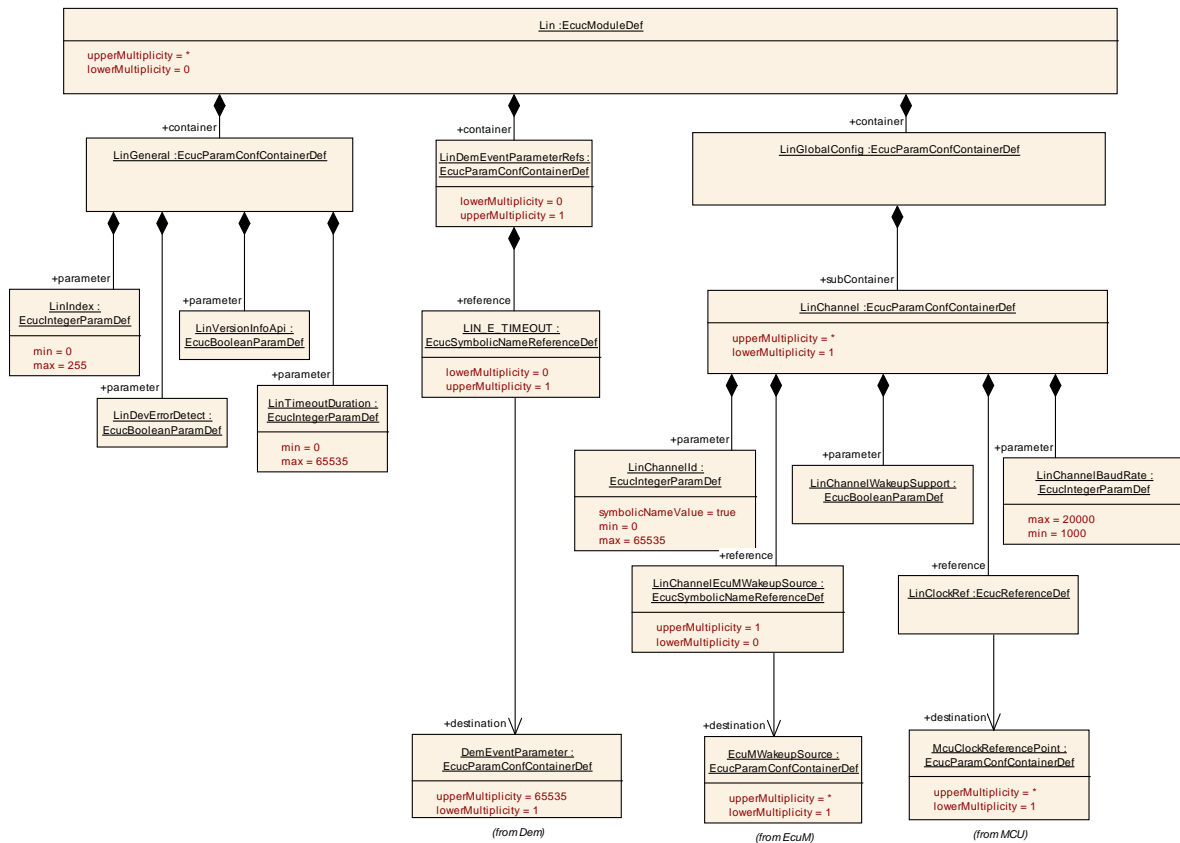 Lin :EcucModuleDef
upperMultiplicity = *
lowerMultiplicity = 0
+container
+container
+container
LinGeneral :EcucParamConfContainerDef
LinDemEventParameterRefs :
EcucParamConfContainerDef
lowerMultiplicity = 0
upperMultiplicity = 1
LinGlobalConfig :EcucParamConfContainerDef
+parameter
+parameter
+parameter
+reference
+subContainer
LinIndex :
EcucIntegerParamDef
min = 0
max = 255
LinVersionInfoApi :
EcucBooleanParamDef
LIN_E_TIMEOUT :
EcucSymbolicNameReferenceDef
lowerMultiplicity = 0
upperMultiplicity = 1
LinChannel :EcucParamConfContainerDef
upperMultiplicity = *
lowerMultiplicity = 1
+parameter
LinDevErrorDetect :
EcucBooleanParamDef
LinTimeoutDuration :
EcucIntegerParamDef
min = 0
max = 65535
+parameter
+parameter
+parameter
LinChannelId :
EcucIntegerParamDef
symbolicNameValue = true
min = 0
max = 65535
LinChannelWakeupSupport :
EcucBooleanParamDef
LinChannelBaudRate :
EcucIntegerParamDef
max = 20000
min = 1000
+reference
+reference
LinChannelEcuMWakeupSource :
EcucSymbolicNameReferenceDef
upperMultiplicity = 1
lowerMultiplicity = 0
LinClockRef :EcucReferenceDef
+destination
+destination
+destination
DemEventParameter :
EcucParamConfContainerDef
upperMultiplicity = 65535
lowerMultiplicity = 1
(from Dem)
EcuMWakeupSource :
EcucParamConfContainerDef
upperMultiplicity = *
lowerMultiplicity = 1
(from EcuM)
McuClockReferencePoint :
EcucParamConfContainerDef
upperMultiplicity = *
lowerMultiplicity = 1
(from MCU)